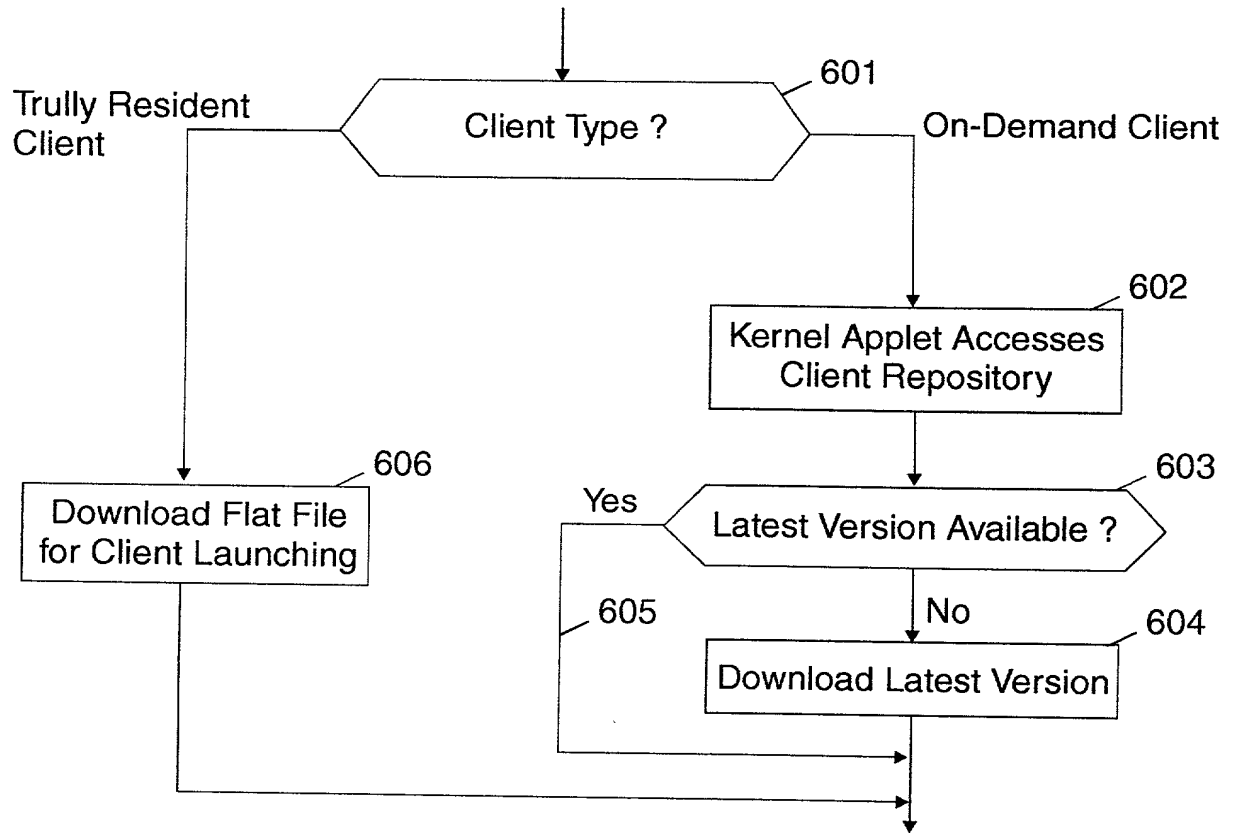 601
Trully Resident
Client
Client Type ?
On-Demand Client
602
Kernel Applet Accesses
Client Repository
606
603
Download Flat File
for Client Launching
Yes
Latest Version Available ?
605
No
604
Download Latest Version